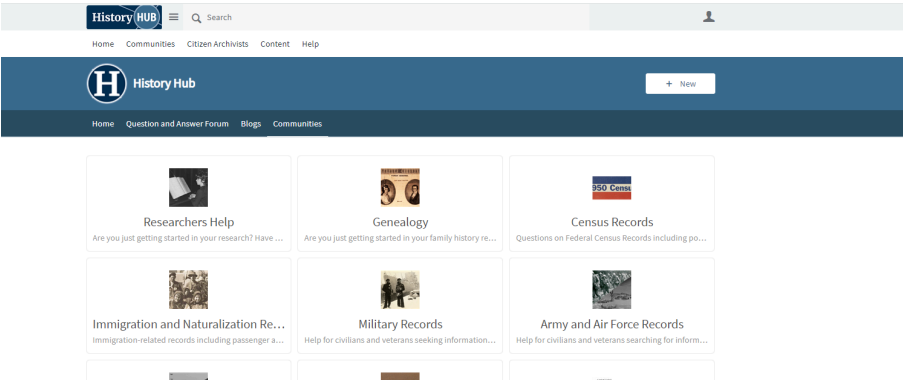 History HUB
Search
Home Communities Citizen Archivists Content Help
H History Hub
+ New
Home Question and Answer Forum Blogs Communities
950 Census
Researchers Help Genealogy Census Records
Are you just getting started in your research? Have ... Are you just getting started in your family history re... Questions on Federal Census Records including po...
Immigration and Naturalization Re... Military Records Army and Air Force Records
Immigration-related records including passenger a... Help for civilians and veterans seeking information... Help for civilians and veterans searching for inform...